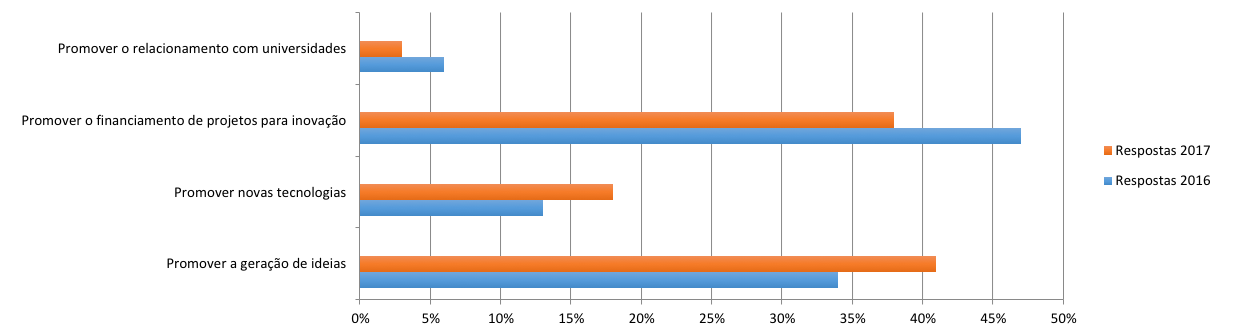 Promover o relacionamento com universidades
Promover o financiamento de projetos para inovação
Promover novas tecnologias
Promover a geração de ideias
0% 5% 10% 15% 20% 25% 30% 35% 40% 45% 50%
Respostas 2017
Respostas 2016